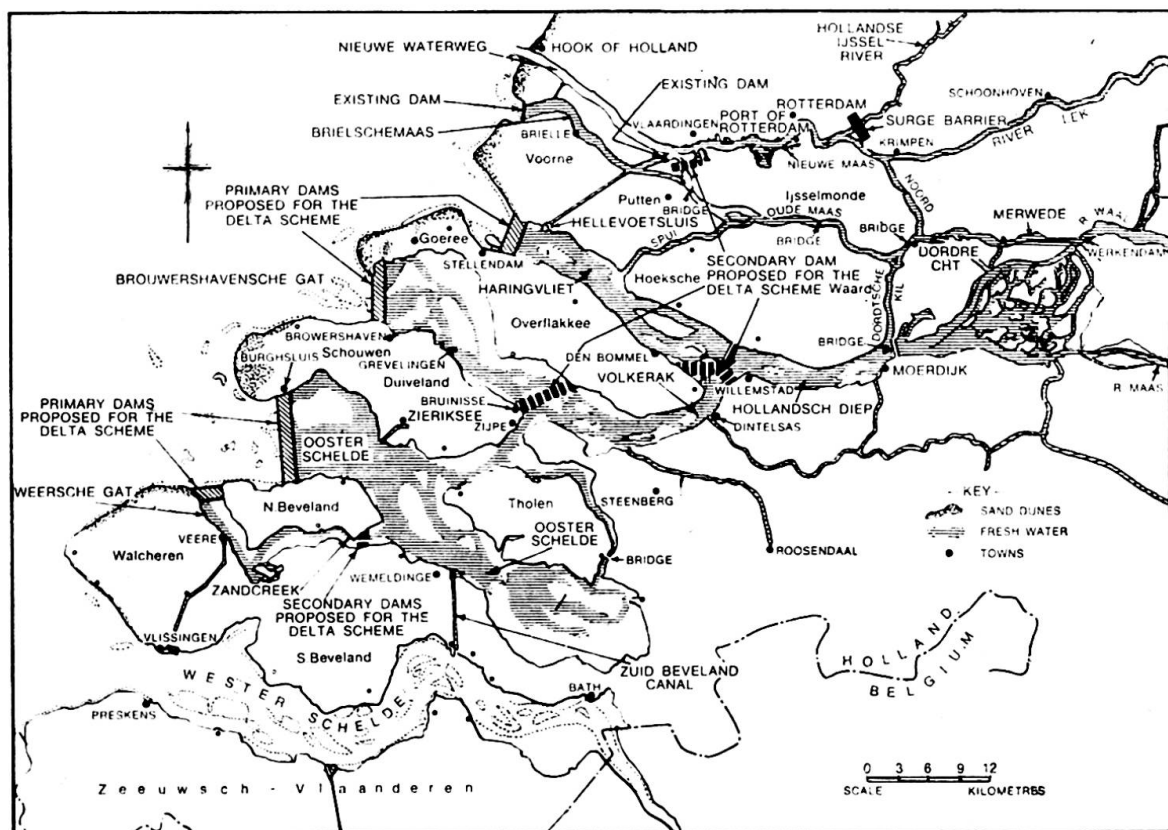 NIEUWE WATERWEG
HOOK OF HOLLAND
HOLLANDSE
IJSSEL
RIVER
EXISTING DAM
EXISTING DAM
BRIELSCHEMAAS
BRIELLE
VLAARDINGEN
PORT OF
ROTTERDAM
ROTTERDAM
SURGE BARRIER
SCHOONHOVEN
RIVER LEK
KRIMPEN
NIEUWE MAAS
Voorne
PRIMARY DAMS
PROPOSED FOR THE
DELTA SCHEME
Putten
HELLEVOETSLUIS
BRIDGE
Ijsselmonde
OUDE MAAS
NOORD
SPUI
BRIDGE
BRIDGE
MERWEDE
R WAAL
WERKENDAM
DORDRE
CHT
Goeree
STELLENDAM
HARINGVLIET
Hoeksche
SECONDARY DAM
PROPOSED FOR THE
DELTA SCHEME Waard
DORDTSCHE
KIL
BROUWERSHAVENSCHE GAT
Overflakkee
BROWERSHAVEN
BURGHSLUIS
Schouwen
GREVELINGEN
Duiveland
DEN BOMMEL
VOLKERAK
BRIDGE
MOERDIJK
R MAAS
WILLEMSTAD
HOLLANDSCH DIEP
DINTELSAS
BRUINISSE
ZIERIKSEE
ZIJPE
PRIMARY DAMS
PROPOSED FOR THE
DELTA SCHEME
OOSTER
SCHELDE
WEERSCHE GAT
N.Beveland
Tholen
STEENBERG
OOSTER
SCHELDE
BRIDGE
ROOSENDAAL
- KEY -
SAND DUNES
FRESH WATER
TOWNS
Walcheren
VEERE
ZANDCREEK
WEMELDINGE
SECONDARY DAMS
PROPOSED FOR THE
DELTA SCHEME
VLISSINGEN
S Beveland
ZUID BEVELAND
CANAL
HOLLAND
BELGIUM
WESTER SCHELDE
BATH
PRESKENS
Zeeuwsch-Vlaanderen
0 3 6 9 12
SCALE KILOMETRES